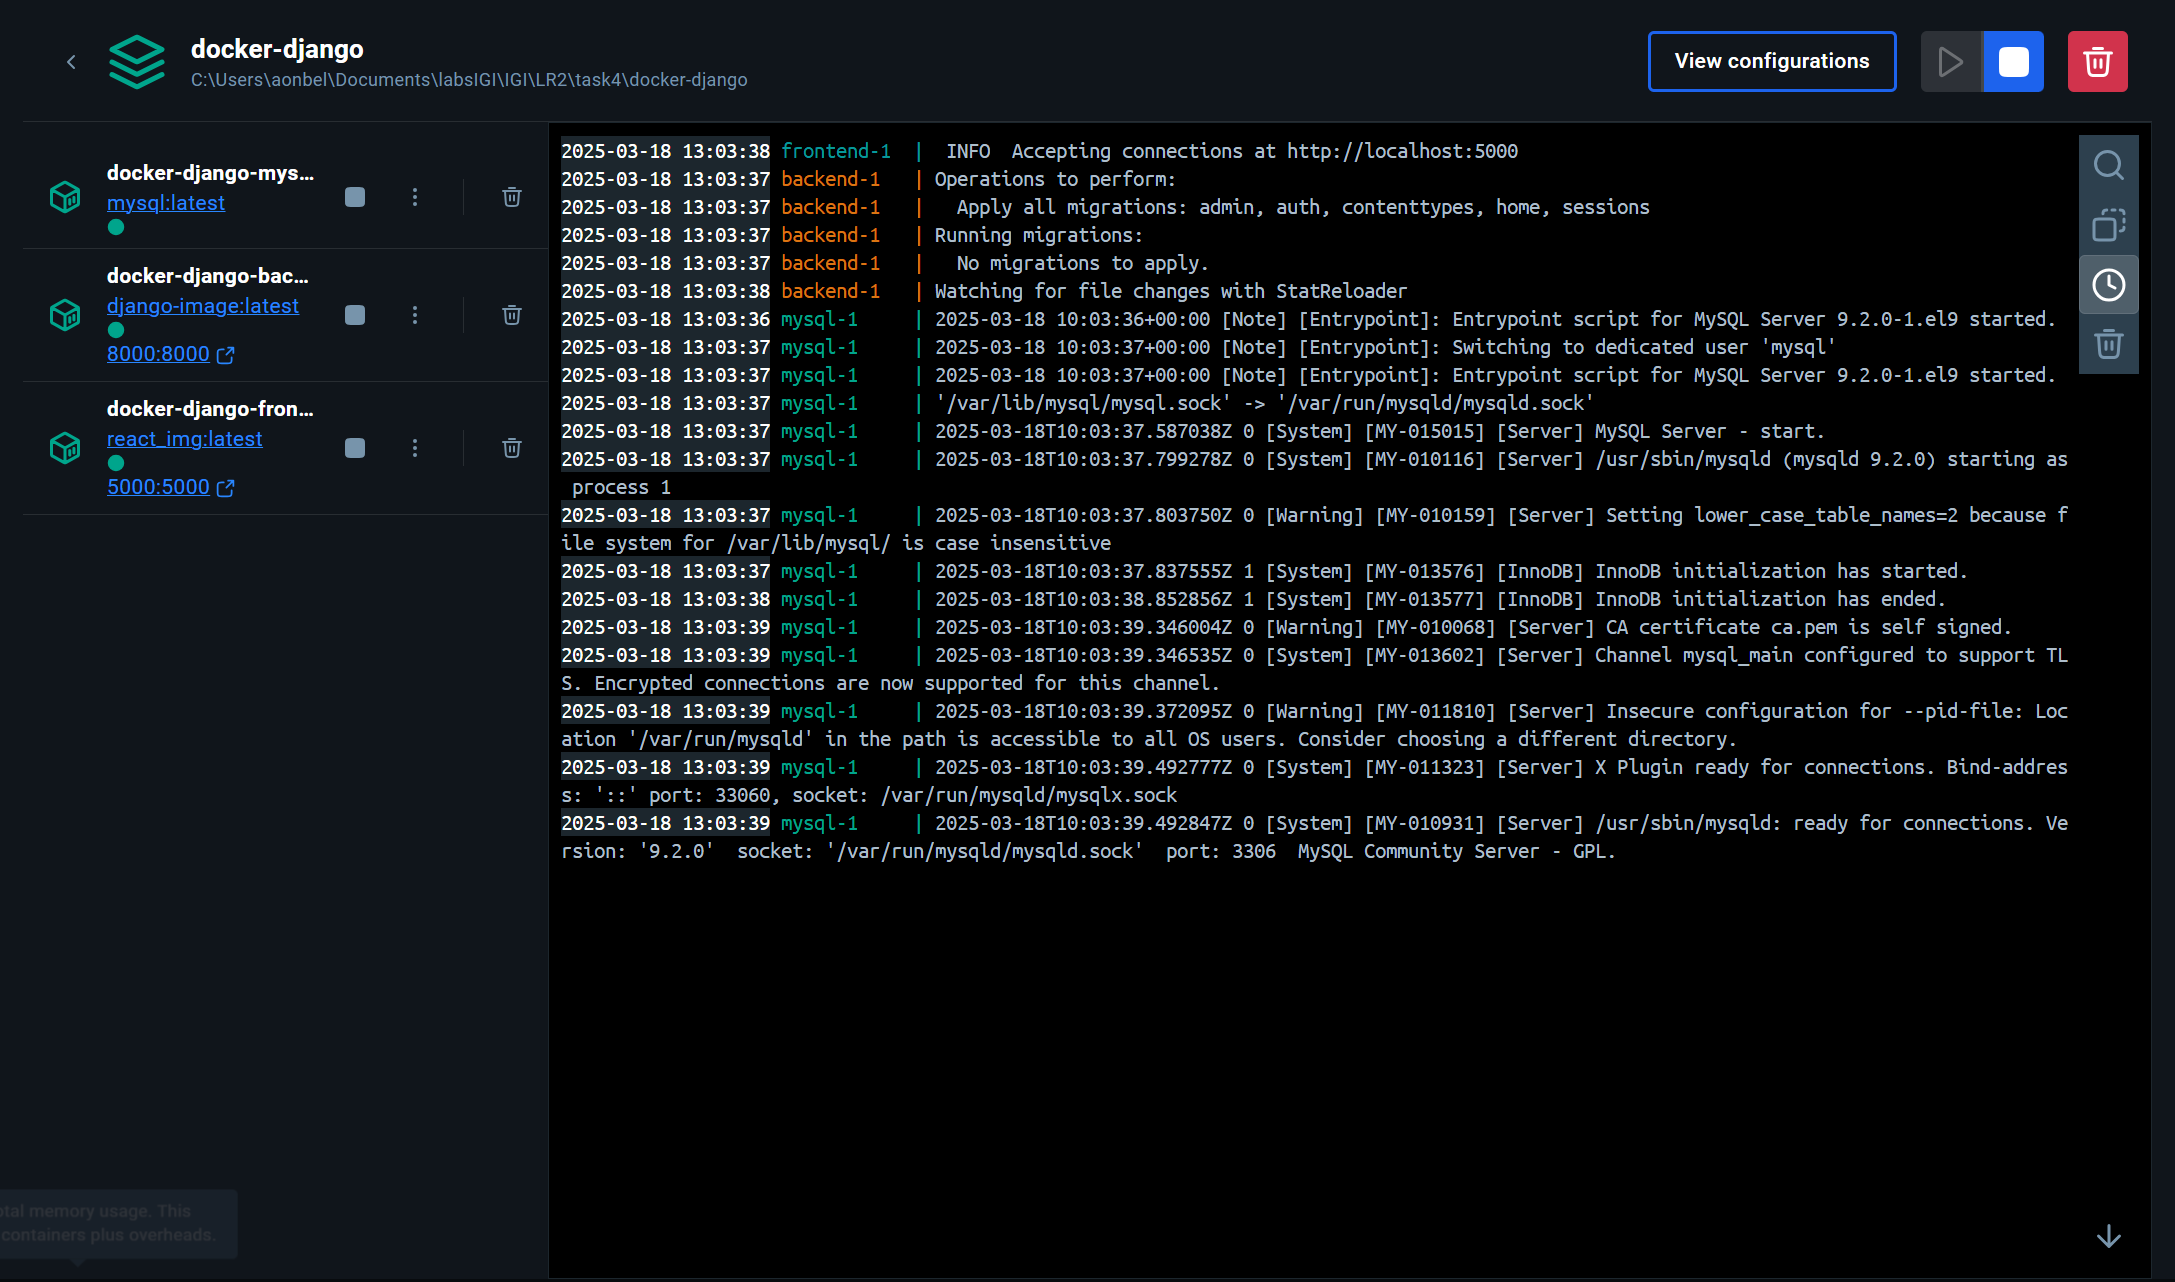 docker-django
C:\Users\aonbel\Documents\labsIGI\IGI\LR2\task4\docker-django
View configurations
docker-django-mys...
mysql:latest
docker-django-bac...
django-image:latest
8000:8000
docker-django-fron...
react_img:latest
5000:5000
2025-03-18 13:03:38 frontend-1  |  INFO  Accepting connections at http://localhost:5000
2025-03-18 13:03:37 backend-1   | Operations to perform:
2025-03-18 13:03:37 backend-1   |   Apply all migrations: admin, auth, contenttypes, home, sessions
2025-03-18 13:03:37 backend-1   | Running migrations:
2025-03-18 13:03:37 backend-1   |   No migrations to apply.
2025-03-18 13:03:38 backend-1   | Watching for file changes with StatReloader
2025-03-18 13:03:36 mysql-1     | 2025-03-18 10:03:36+00:00 [Note] [Entrypoint]: Entrypoint script for MySQL Server 9.2.0-1.el9 started.
2025-03-18 13:03:37 mysql-1     | 2025-03-18 10:03:37+00:00 [Note] [Entrypoint]: Switching to dedicated user 'mysql'
2025-03-18 13:03:37 mysql-1     | 2025-03-18 10:03:37+00:00 [Note] [Entrypoint]: Entrypoint script for MySQL Server 9.2.0-1.el9 started.
2025-03-18 13:03:37 mysql-1     | '/var/lib/mysql/mysql.sock' -> '/var/run/mysqld/mysqld.sock'
2025-03-18 13:03:37 mysql-1     | 2025-03-18T10:03:37.587038Z 0 [System] [MY-015015] [Server] MySQL Server - start.
2025-03-18 13:03:37 mysql-1     | 2025-03-18T10:03:37.799278Z 0 [System] [MY-010116] [Server] /usr/sbin/mysqld (mysqld 9.2.0) starting as
 process 1
2025-03-18 13:03:37 mysql-1     | 2025-03-18T10:03:37.803750Z 0 [Warning] [MY-010159] [Server] Setting lower_case_table_names=2 because f
ile system for /var/lib/mysql/ is case insensitive
2025-03-18 13:03:37 mysql-1     | 2025-03-18T10:03:37.837555Z 1 [System] [MY-013576] [InnoDB] InnoDB initialization has started.
2025-03-18 13:03:38 mysql-1     | 2025-03-18T10:03:38.852856Z 1 [System] [MY-013577] [InnoDB] InnoDB initialization has ended.
2025-03-18 13:03:39 mysql-1     | 2025-03-18T10:03:39.346004Z 0 [Warning] [MY-010068] [Server] CA certificate ca.pem is self signed.
2025-03-18 13:03:39 mysql-1     | 2025-03-18T10:03:39.346535Z 0 [System] [MY-013602] [Server] Channel mysql_main configured to support TL
S. Encrypted connections are now supported for this channel.
2025-03-18 13:03:39 mysql-1     | 2025-03-18T10:03:39.372095Z 0 [Warning] [MY-011810] [Server] Insecure configuration for --pid-file: Loc
ation '/var/run/mysqld' in the path is accessible to all OS users. Consider choosing a different directory.
2025-03-18 13:03:39 mysql-1     | 2025-03-18T10:03:39.492777Z 0 [System] [MY-011323] [Server] X Plugin ready for connections. Bind-addres
s: '::' port: 33060, socket: /var/run/mysqld/mysqlx.sock
2025-03-18 13:03:39 mysql-1     | 2025-03-18T10:03:39.492847Z 0 [System] [MY-010931] [Server] /usr/sbin/mysqld: ready for connections. Ve
rsion: '9.2.0'  socket: '/var/run/mysqld/mysqld.sock'  port: 3306  MySQL Community Server - GPL.
otal memory usage. This
containers plus overheads.